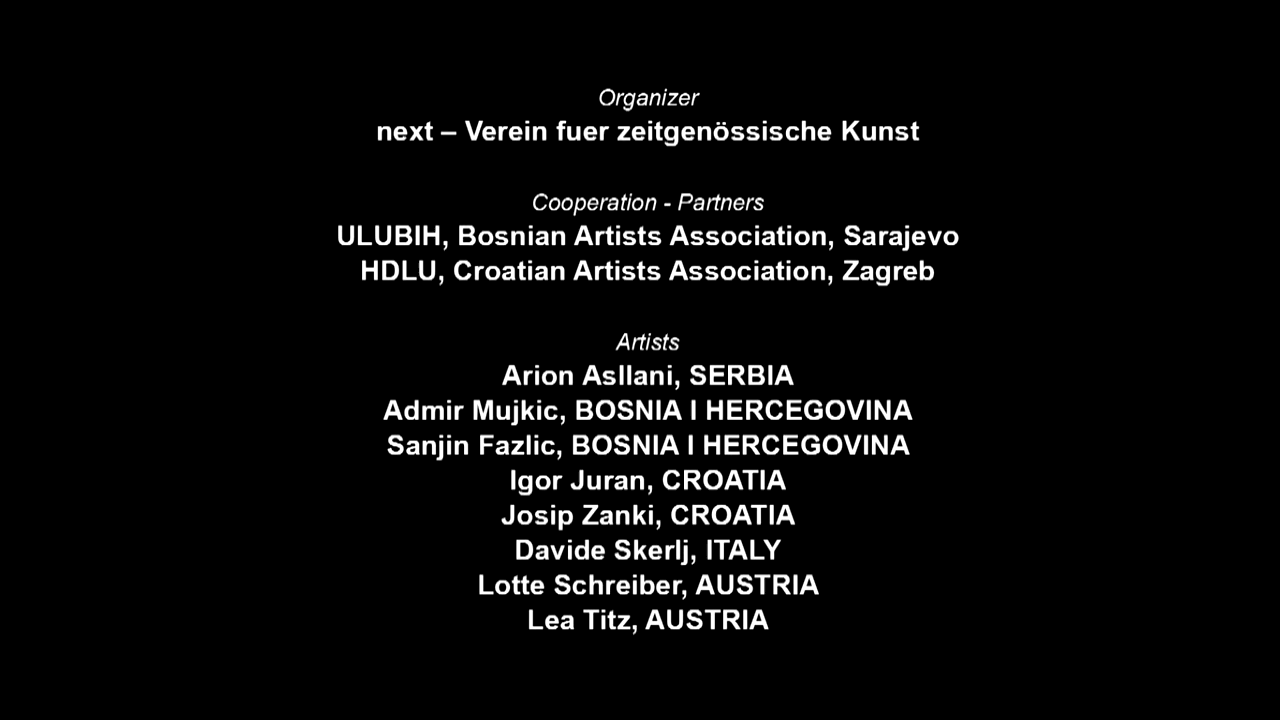 Organizer
next – Verein fuer zeitgenössische Kunst
Cooperation - Partners
ULUBIH, Bosnian Artists Association, Sarajevo
HDLU, Croatian Artists Association, Zagreb
Artists
Arion Asllani, SERBIA
Admir Mujkic, BOSNIA I HERCEGOVINA
Sanjin Fazlic, BOSNIA I HERCEGOVINA
Igor Juran, CROATIA
Josip Zanki, CROATIA
Davide Skerlj, ITALY
Lotte Schreiber, AUSTRIA
Lea Titz, AUSTRIA